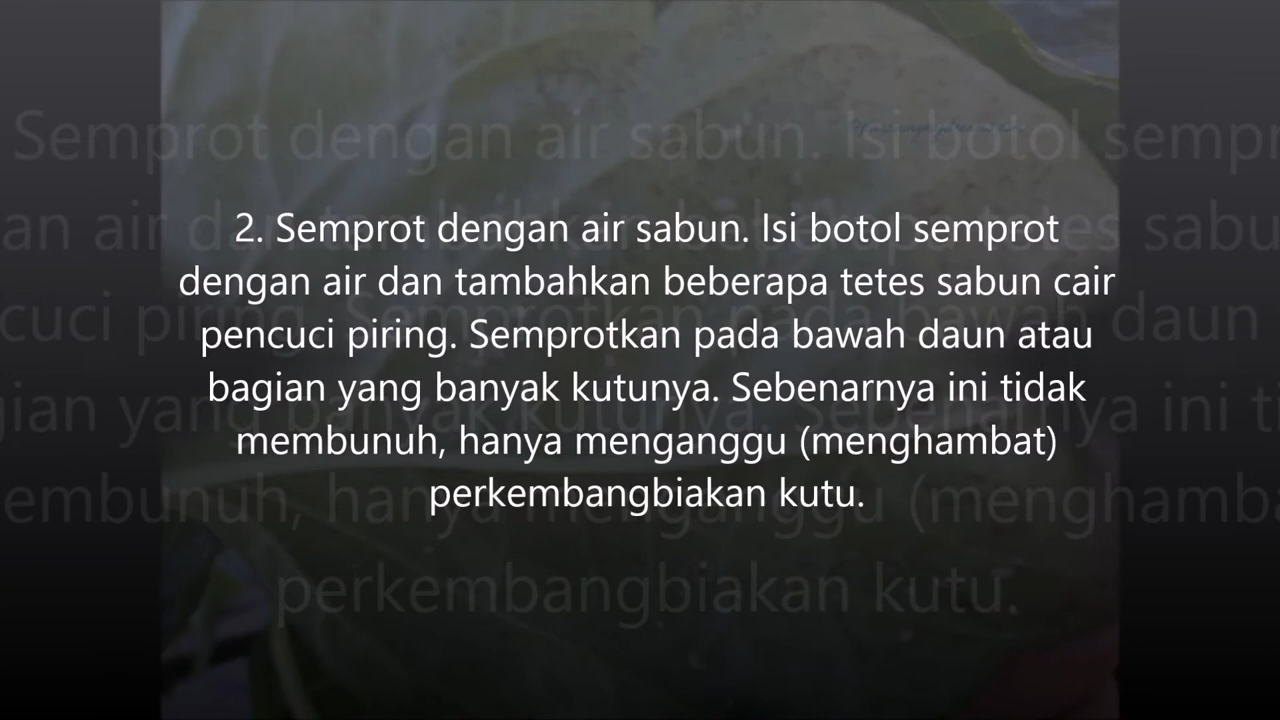 2. Semprot dengan air sabun. Isi botol semprot
dengan air dan tambahkan beberapa tetes sabun cair
pencuci piring. Semprotkan pada bawah daun atau
bagian yang banyak kutunya. Sebenarnya ini tidak
membunuh, hanya menganggu (menghambat)
perkembangbiakan kutu.